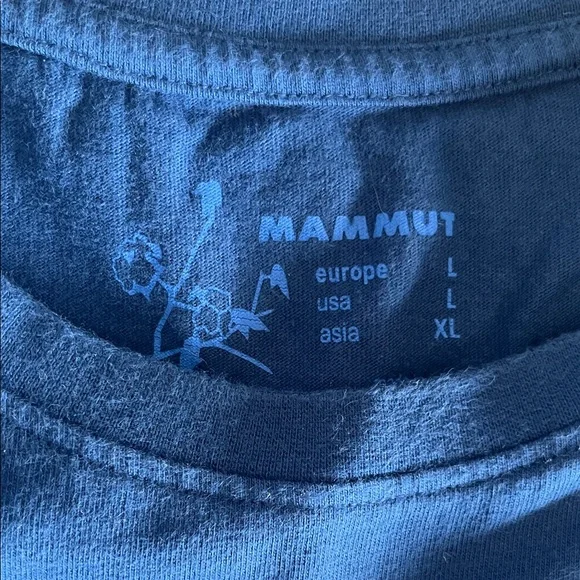 MAMMUT
europe: L
usa L
asia XL